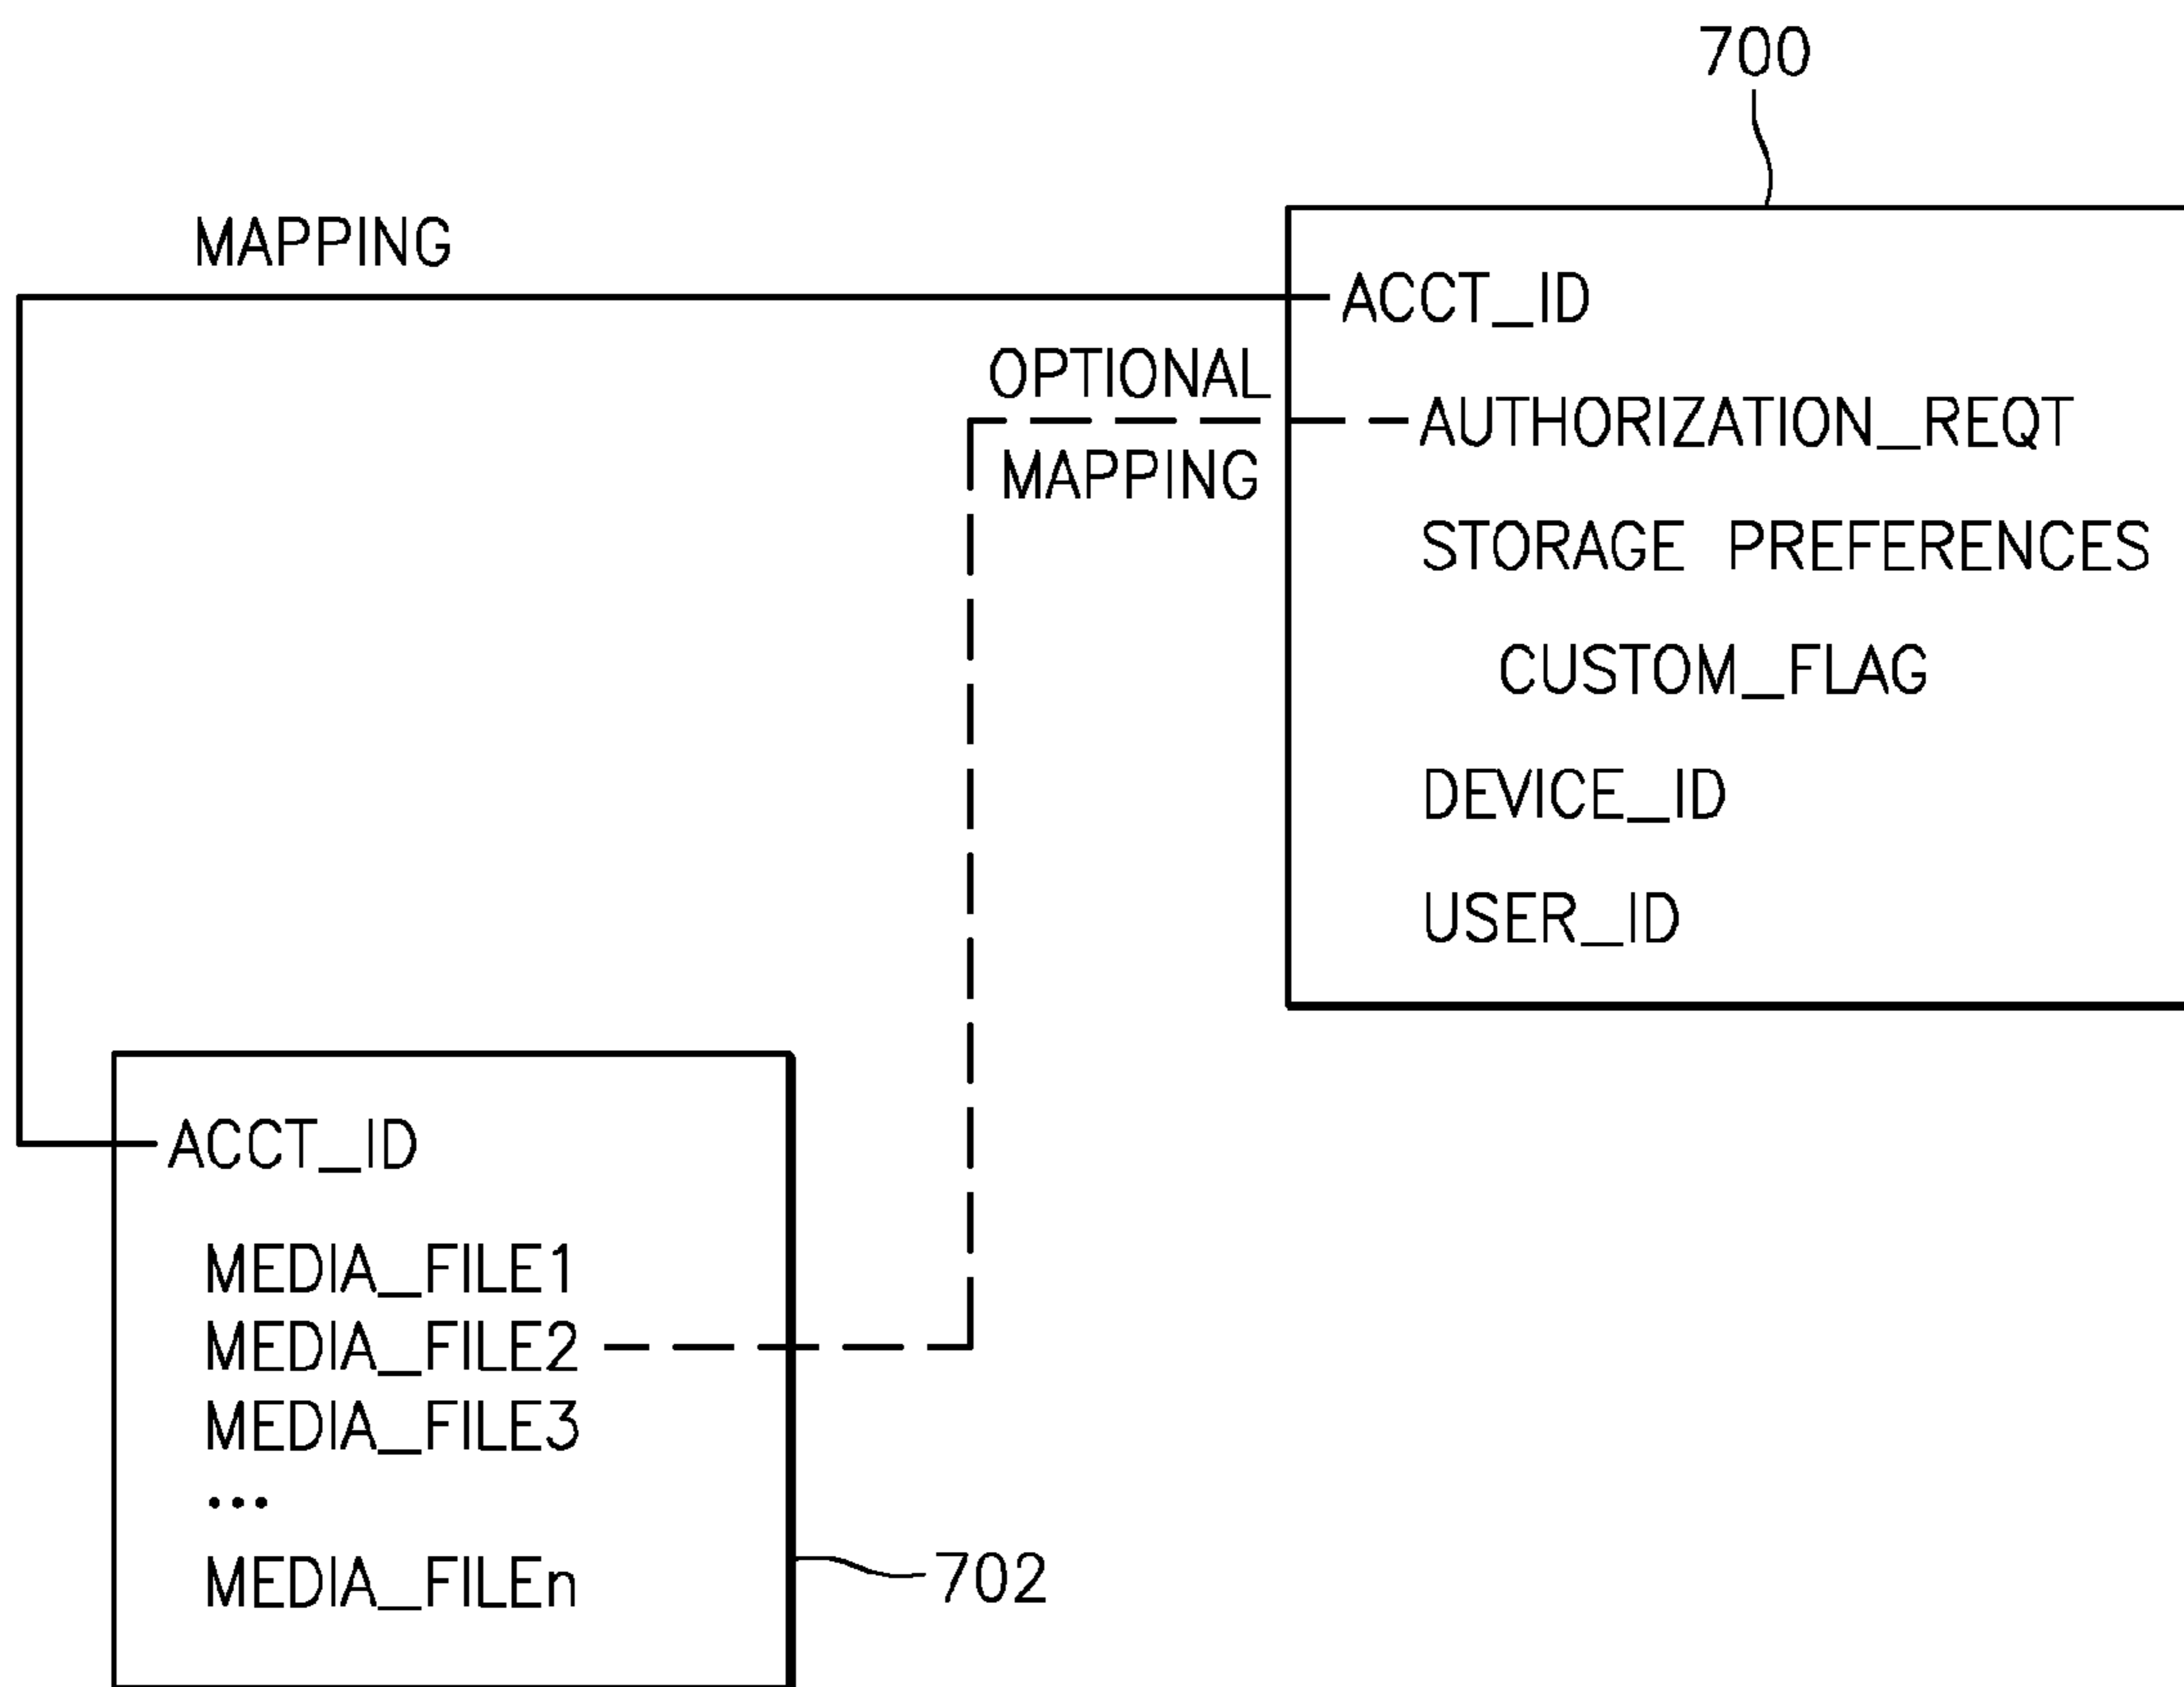 700
MAPPING
ACCT_ID
OPTIONAL
MAPPING
AUTHORIZATION_REQT
STORAGE PREFERENCES
CUSTOM_FLAG
DEVICE_ID
USER_ID
ACCT_ID
MEDIA_FILE1
MEDIA_FILE2
MEDIA_FILE3
...
MEDIA_FILEn
702